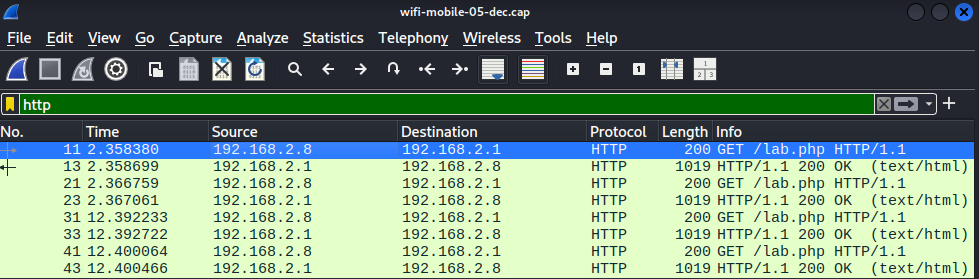 wifi-mobile-05-dec.cap
File Edit View Go Capture Analyze Statistics Telephony Wireless Tools Help
http
No. Time Source Destination Protocol Length Info
11 2.358380 192.168.2.8 192.168.2.1 HTTP 200 GET /lab.php HTTP/1.1
13 2.358699 192.168.2.1 192.168.2.8 HTTP 1019 HTTP/1.1 200 OK (text/html)
21 2.366759 192.168.2.8 192.168.2.1 HTTP 200 GET /lab.php HTTP/1.1
23 2.367061 192.168.2.1 192.168.2.8 HTTP 1019 HTTP/1.1 200 OK (text/html)
31 12.392233 192.168.2.8 192.168.2.1 HTTP 200 GET /lab.php HTTP/1.1
33 12.392722 192.168.2.1 192.168.2.8 HTTP 1019 HTTP/1.1 200 OK (text/html)
41 12.400064 192.168.2.8 192.168.2.1 HTTP 200 GET /lab.php HTTP/1.1
43 12.400466 192.168.2.1 192.168.2.8 HTTP 1019 HTTP/1.1 200 OK (text/html)